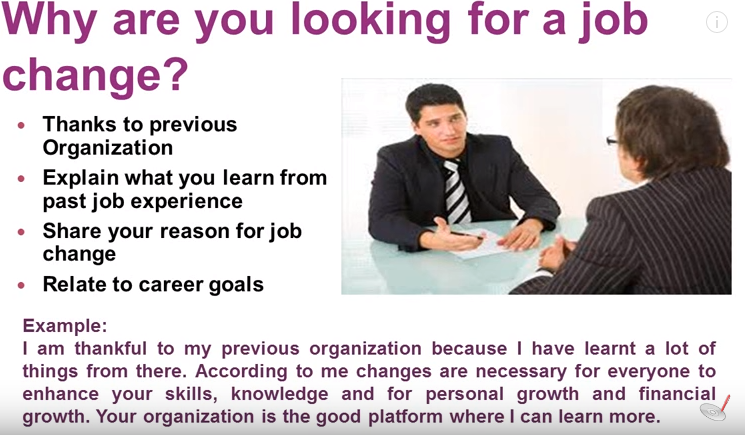 Why are you looking for a job
change?
Thanks to previous
Organization
Explain what you learn from
past job experience
Share your reason for job
change
Relate to career goals
Example:
I am thankful to my previous organization because I have learnt a lot of
things from there. According to me changes are necessary for everyone to
enhance your skills, knowledge and for personal growth and financial
growth. Your organization is the good platform where I can learn more.